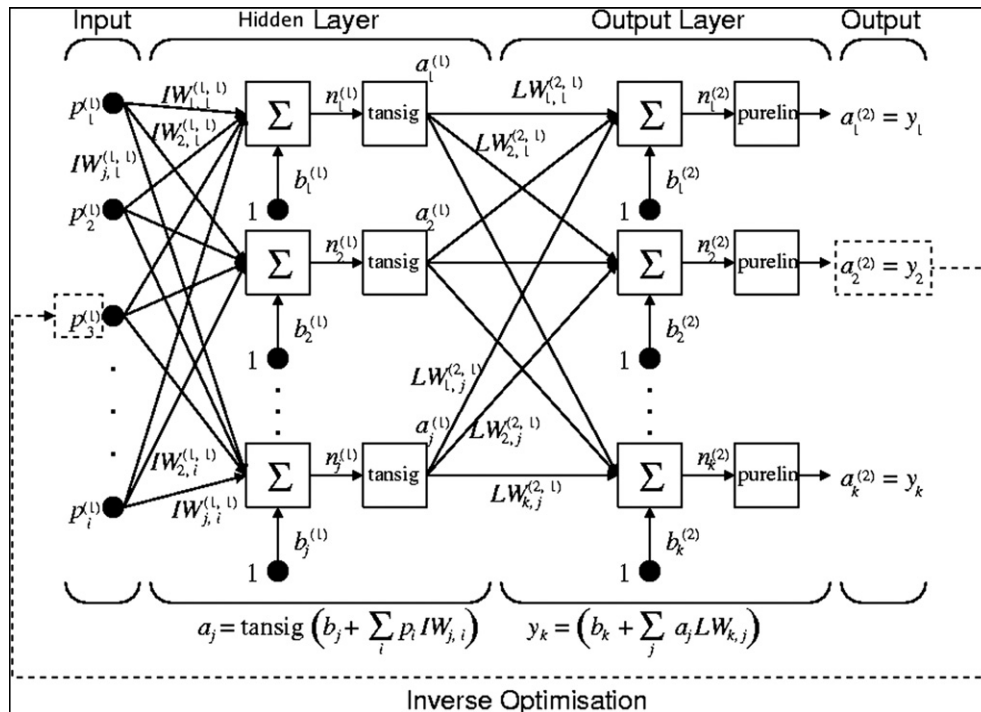 Input Hidden Layer Output Layer Output
p₁⁽¹⁾ IW₁,₁⁽¹,¹⁾ Σ n₁⁽¹⁾ tansig a₁⁽¹⁾ LW₁,₁⁽²,¹⁾ Σ n₁⁽²⁾ purelin a₁⁽²⁾ = y₁
IW₂,₁⁽¹,¹⁾ LW₂,₁⁽²,¹⁾
IWⱼ,₁⁽¹,¹⁾ 1 b₁⁽¹⁾ 1 b₁⁽²⁾
p₂⁽¹⁾ Σ n₂⁽¹⁾ tansig a₂⁽¹⁾ Σ n₂⁽²⁾ purelin a₂⁽²⁾ = y₂
p₃⁽¹⁾ 1 b₂⁽¹⁾ 1 b₂⁽²⁾
. . . . LW₁,ⱼ⁽²,¹⁾ . . .
IW₂,ᵢ⁽¹,¹⁾ Σ nⱼ⁽¹⁾ tansig aⱼ⁽¹⁾ LW₂,ⱼ⁽²,¹⁾ Σ nₖ⁽²⁾ purelin aₖ⁽²⁾ = yₖ
pᵢ⁽¹⁾ IWⱼ,ᵢ⁽¹,¹⁾ LWₖ,ⱼ⁽²,¹⁾
1 bⱼ⁽¹⁾ 1 bₖ⁽²⁾
aⱼ = tansig (bⱼ + Σᵢ pᵢ IWⱼ,ᵢ) yₖ = (bₖ + Σⱼ aⱼ LWₖ,ⱼ)
Inverse Optimisation